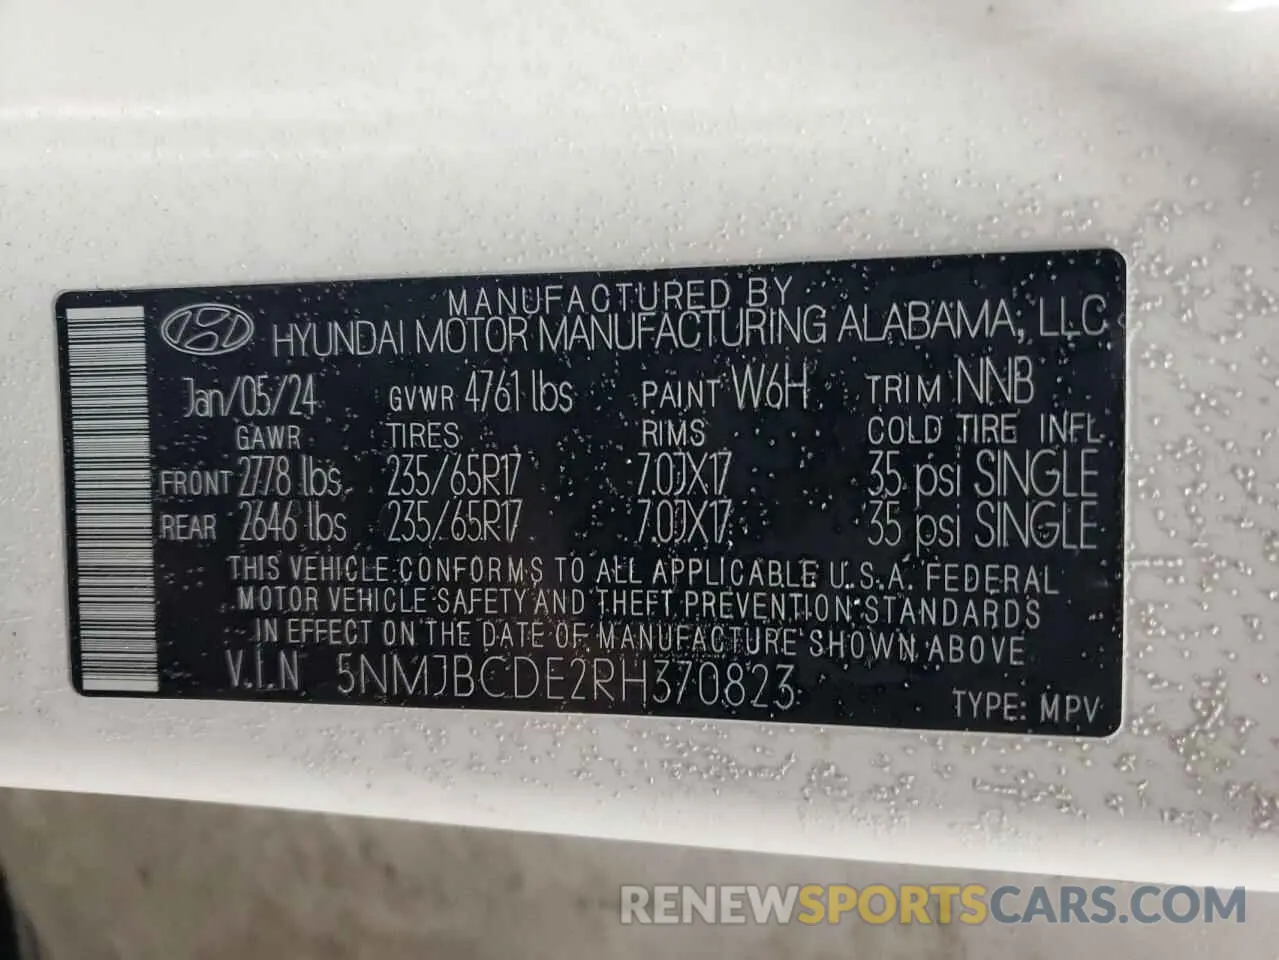 MANUFACTURED BY
HYUNDAI MOTOR MANUFACTURING ALABAMA, LLC
Jan/05/24 GVWR 4761 lbs PAINT W6H TRIM NNB
GAWR TIRES RIMS COLD TIRE INFL
FRONT 2778 lbs 235/65R17 7.0JX17 35 psi SINGLE
REAR 2646 lbs 235/65R17 7.0JX17 35 psi SINGLE
THIS VEHICLE CONFORMS TO ALL APPLICABLE U.S.A. FEDERAL
MOTOR VEHICLE SAFETY AND THEFT PREVENTION STANDARDS
IN EFFECT ON THE DATE OF MANUFACTURE SHOWN ABOVE
V.I.N 5NMJBCDE2RH370823
TYPE: MPV
RENEWSPORTSCARS.COM